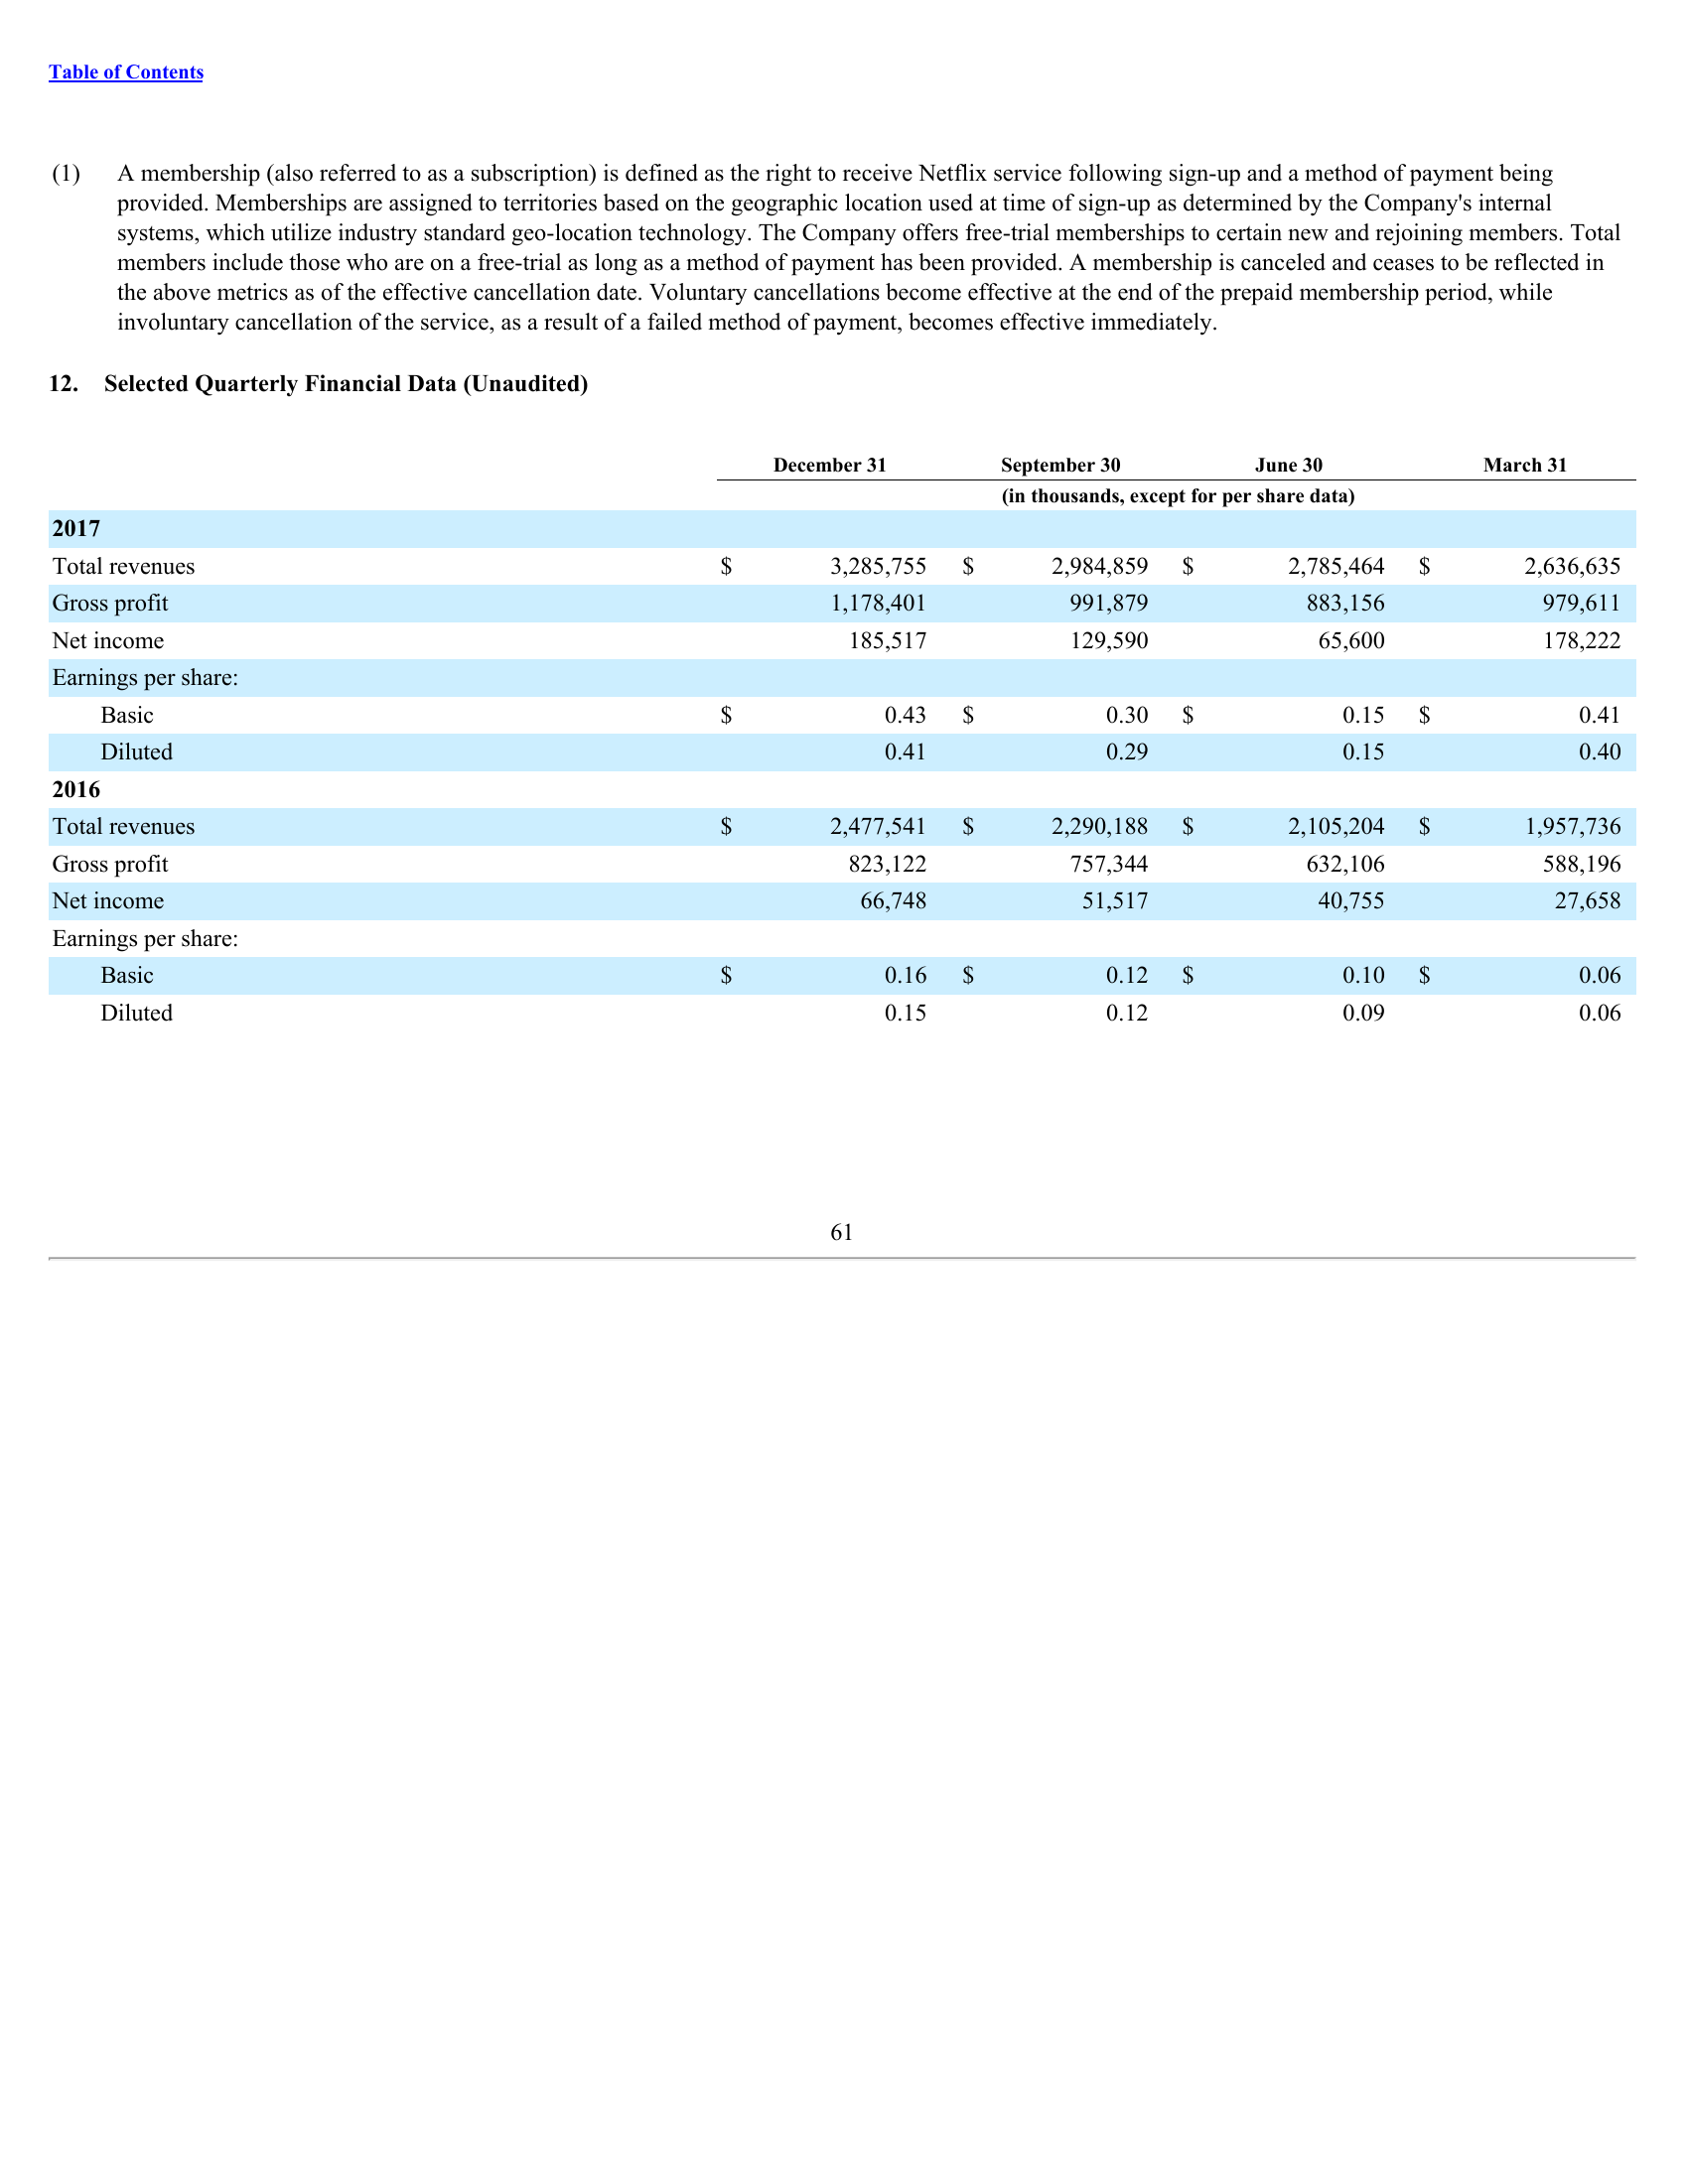 Table of Contents
(1) A membership (also referred to as a subscription) is defined as the right to receive Netflix service following sign-up and a method of payment being
provided. Memberships are assigned to territories based on the geographic location used at time of sign-up as determined by the Company's internal
systems, which utilize industry standard geo-location technology. The Company offers free-trial memberships to certain new and rejoining members. Total
members include those who are on a free-trial as long as a method of payment has been provided. A membership is canceled and ceases to be reflected in
the above metrics as of the effective cancellation date. Voluntary cancellations become effective at the end of the prepaid membership period, while
involuntary cancellation of the service, as a result of a failed method of payment, becomes effective immediately.
12. Selected Quarterly Financial Data (Unaudited)
December 31 September 30 June 30 March 31
(in thousands, except for per share data)
2017
Total revenues $ 3,285,755 $ 2,984,859 $ 2,785,464 $ 2,636,635
Gross profit 1,178,401 991,879 883,156 979,611
Net income 185,517 129,590 65,600 178,222
Earnings per share:
Basic $ 0.43 $ 0.30 $ 0.15 $ 0.41
Diluted 0.41 0.29 0.15 0.40
2016
Total revenues $ 2,477,541 $ 2,290,188 $ 2,105,204 $ 1,957,736
Gross profit 823,122 757,344 632,106 588,196
Net income 66,748 51,517 40,755 27,658
Earnings per share:
Basic $ 0.16 $ 0.12 $ 0.10 $ 0.06
Diluted 0.15 0.12 0.09 0.06
61